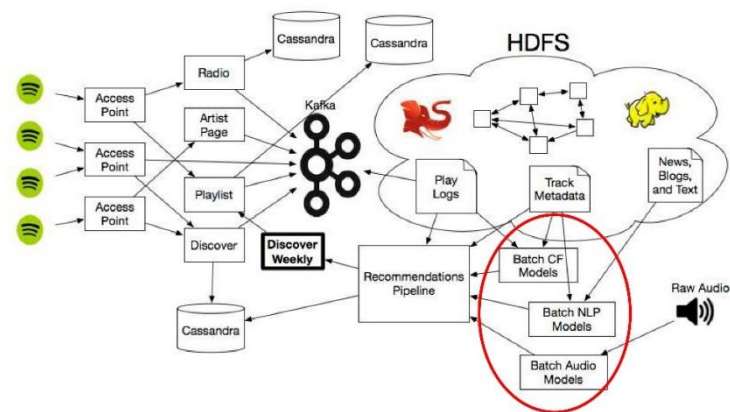 Cassandra
Cassandra
HDFS
Radio
Kafka
Access
Point
Artist
Page
Access
Point
Playlist
Play
Logs
Track
Metadata
News,
Blogs,
and Text
Access
Point
Discover
Discover
Weekly
Recommendations
Pipeline
Batch CF
Models
Raw Audio
Cassandra
Batch NLP
Models
Batch Audio
Models